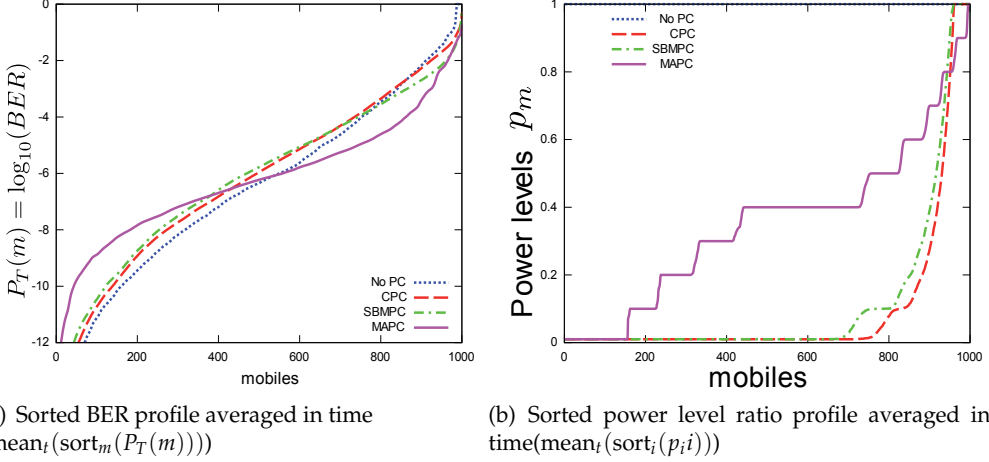 0
-2
-4
-6
-8
-10
-12
P_T(m) = log_10(BER)
No PC
CPC
SBMPC
MAPC
0 200 400 600 800 1000
mobiles
) Sorted BER profile averaged in time
mean_t(sort_m(P_T(m))))
1
0.8
0.6
0.4
0.2
0
Power levels p_m
No PC
CPC
SBMPC
MAPC
0 200 400 600 800 1000
mobiles
(b) Sorted power level ratio profile averaged in
time(mean_t(sort_i(p_i i)))